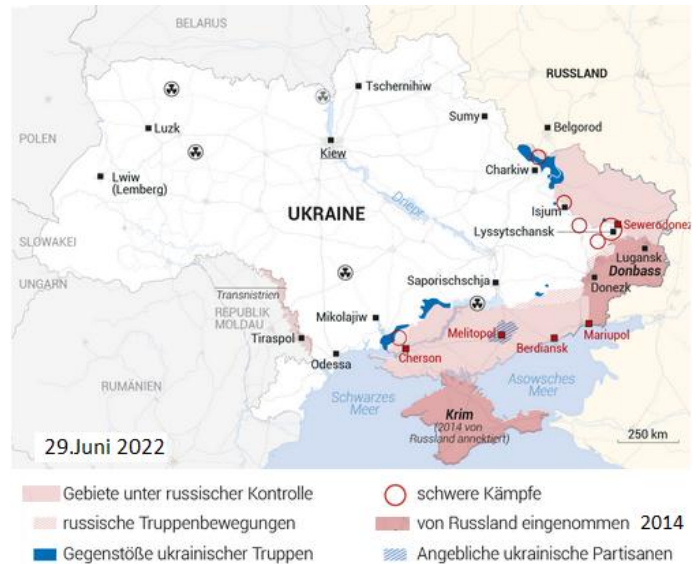 BELARUS
RUSSLAND
Tschernihiw
Sumy
Belgorod
POLEN
Luzk
Kiew
Charkiw
Lwiw
(Lemberg)
Dnepr
Isjum
UKRAINE
Lyssytschansk
Sewerodonez
SLOWAKEI
Lugansk
Donbass
UNGARN
Saporischschja
Donezk
Transnistrien
REPUBLIK
MOLDAU
Mikolajiw
Tiraspol
Melitopol
Mariupol
Cherson
Berdiansk
Odessa
RUMÄNIEN
Schwarzes
Meer
Asowsches
Meer
Krim
(2014 von
Russland annektiert)
250 km
29.Juni 2022
Gebiete unter russischer Kontrolle
schwere Kämpfe
russische Truppenbewegungen
von Russland eingenommen 2014
Gegenstöße ukrainischer Truppen
Angebliche ukrainische Partisanen